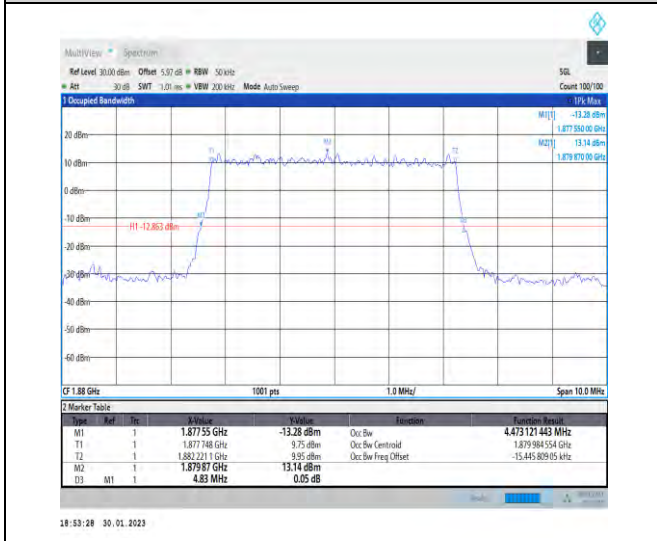 MultiView Spectrum
Ref Level 30.00 dBm Offset 5.97 dB RBW 50 kHz SGL
Att 30 dB SWT 1.01 ms VBW 200 kHz Mode Auto Sweep Count 100/100
1 Occupied Bandwidth 1Pk Max
M1[1] -13.28 dBm
1.877 550 00 GHz
20 dBm M2[1] 13.14 dBm
1.879 870 00 GHz
T1 M2 T2
10 dBm
0 dBm
-10 dBm
M1
H1 -12.863 dBm
-20 dBm
-30 dBm
-40 dBm
-50 dBm
-60 dBm
CF 1.88 GHz 1001 pts 1.0 MHz/ Span 10.0 MHz
2 Marker Table
Type Ref Trc X-Value Y-Value Function Function Result
M1 1 1.877 55 GHz -13.28 dBm Occ Bw 4.473 121 443 MHz
T1 1 1.877 748 GHz 9.75 dBm Occ Bw Centroid 1.879 984 554 GHz
T2 1 1.882 221 1 GHz 9.95 dBm Occ Bw Freq Offset -15.445 809 05 kHz
M2 1 1.879 87 GHz 13.14 dBm
D3 M1 1 4.83 MHz 0.05 dB
18:53:28 30.01.2023